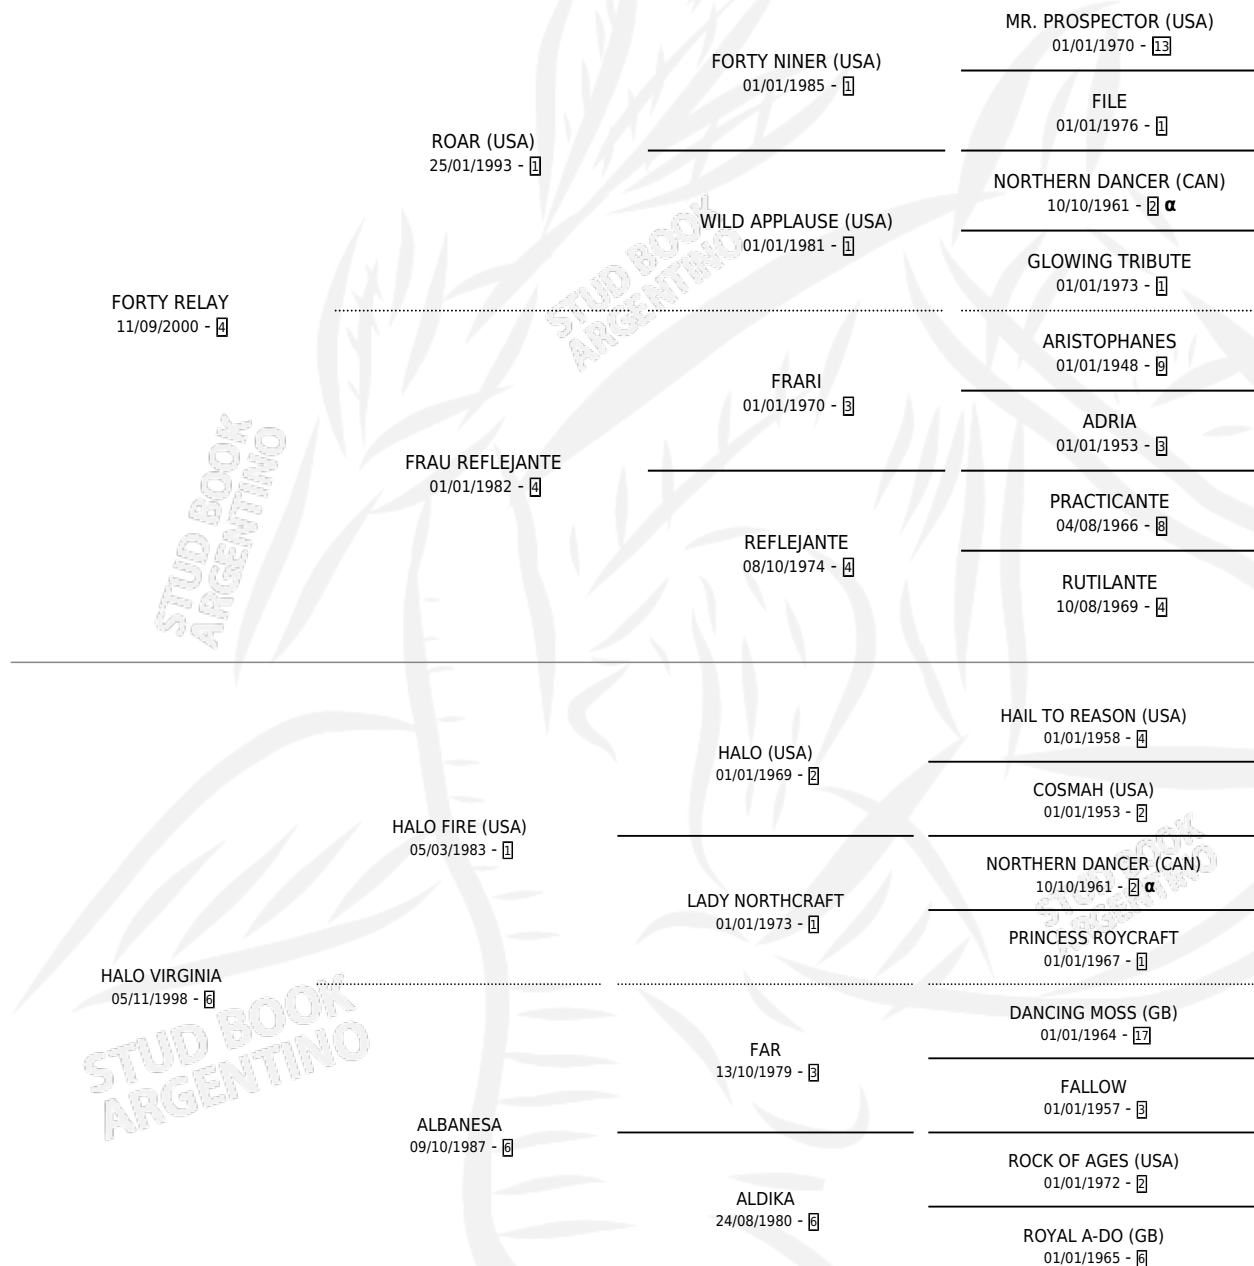 MR. PROSPECTOR (USA)
01/01/1970 - 13
FORTY NINER (USA)
01/01/1985 - 1
FILE
01/01/1976 - 1
ROAR (USA)
25/01/1993 - 1
NORTHERN DANCER (CAN)
10/10/1961 - 2 α
WILD APPLAUSE (USA)
01/01/1981 - 1
GLOWING TRIBUTE
01/01/1973 - 1
FORTY RELAY
11/09/2000 - 4
ARISTOPHANES
01/01/1948 - 9
FRARI
01/01/1970 - 3
ADRIA
01/01/1953 - 3
FRAU REFLEJANTE
01/01/1982 - 4
PRACTICANTE
04/08/1966 - 8
REFLEJANTE
08/10/1974 - 4
RUTILANTE
10/08/1969 - 4
HAIL TO REASON (USA)
01/01/1958 - 4
HALO (USA)
01/01/1969 - 2
COSMAH (USA)
01/01/1953 - 2
HALO FIRE (USA)
05/03/1983 - 1
NORTHERN DANCER (CAN)
10/10/1961 - 2 α
LADY NORTHCRAFT
01/01/1973 - 1
PRINCESS ROYCRAFT
01/01/1967 - 1
HALO VIRGINIA
05/11/1998 - 6
DANCING MOSS (GB)
01/01/1964 - 17
FAR
13/10/1979 - 3
FALLOW
01/01/1957 - 3
ALBANESA
09/10/1987 - 6
ROCK OF AGES (USA)
01/01/1972 - 2
ALDIKA
24/08/1980 - 6
ROYAL A-DO (GB)
01/01/1965 - 6
STUD BOOK
ARGENTINO
STUD BOOK
ARGENTINO
STUD BOOK
ARGENTINO
STUD BOOK
ARGENTINO